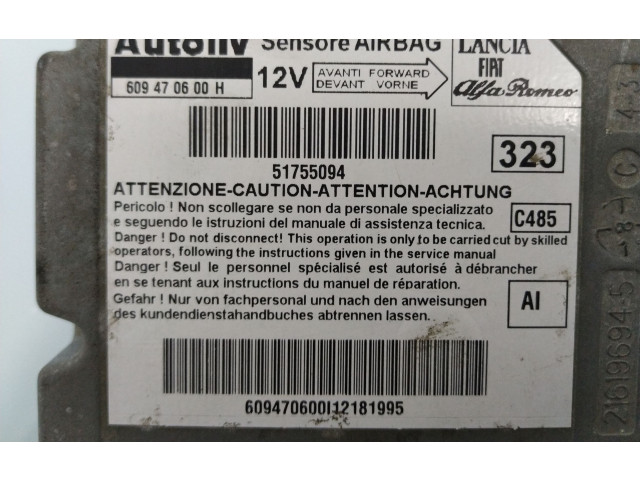 Autoliv
Sensore AIRBAG
LANCIA
FIAT
Alfa Romeo
609 47 06 00 H
12V
AVANTI FORWARD
DEVANT VORNE
51755094
323
ATTENZIONE-CAUTION-ATTENTION-ACHTUNG
Pericolo ! Non scollegare se non da personale specializzato
e seguendo le istruzioni del manuale di assistenza tecnica.
C485
Danger ! Do not disconnect! This operation is only to be carried cut by skilled
operators, following the instructions given in the service manual
Danger ! Seul le personnel spécialisé est autorisé à débrancher
en se tenant aux instructions du manuel de réparation.
AI
Gefahr ! Nur von fachpersonal und nach den anweisungen
des kundendiensthandbuches abtrennen lassen.
609470600I12181995
21619694-5